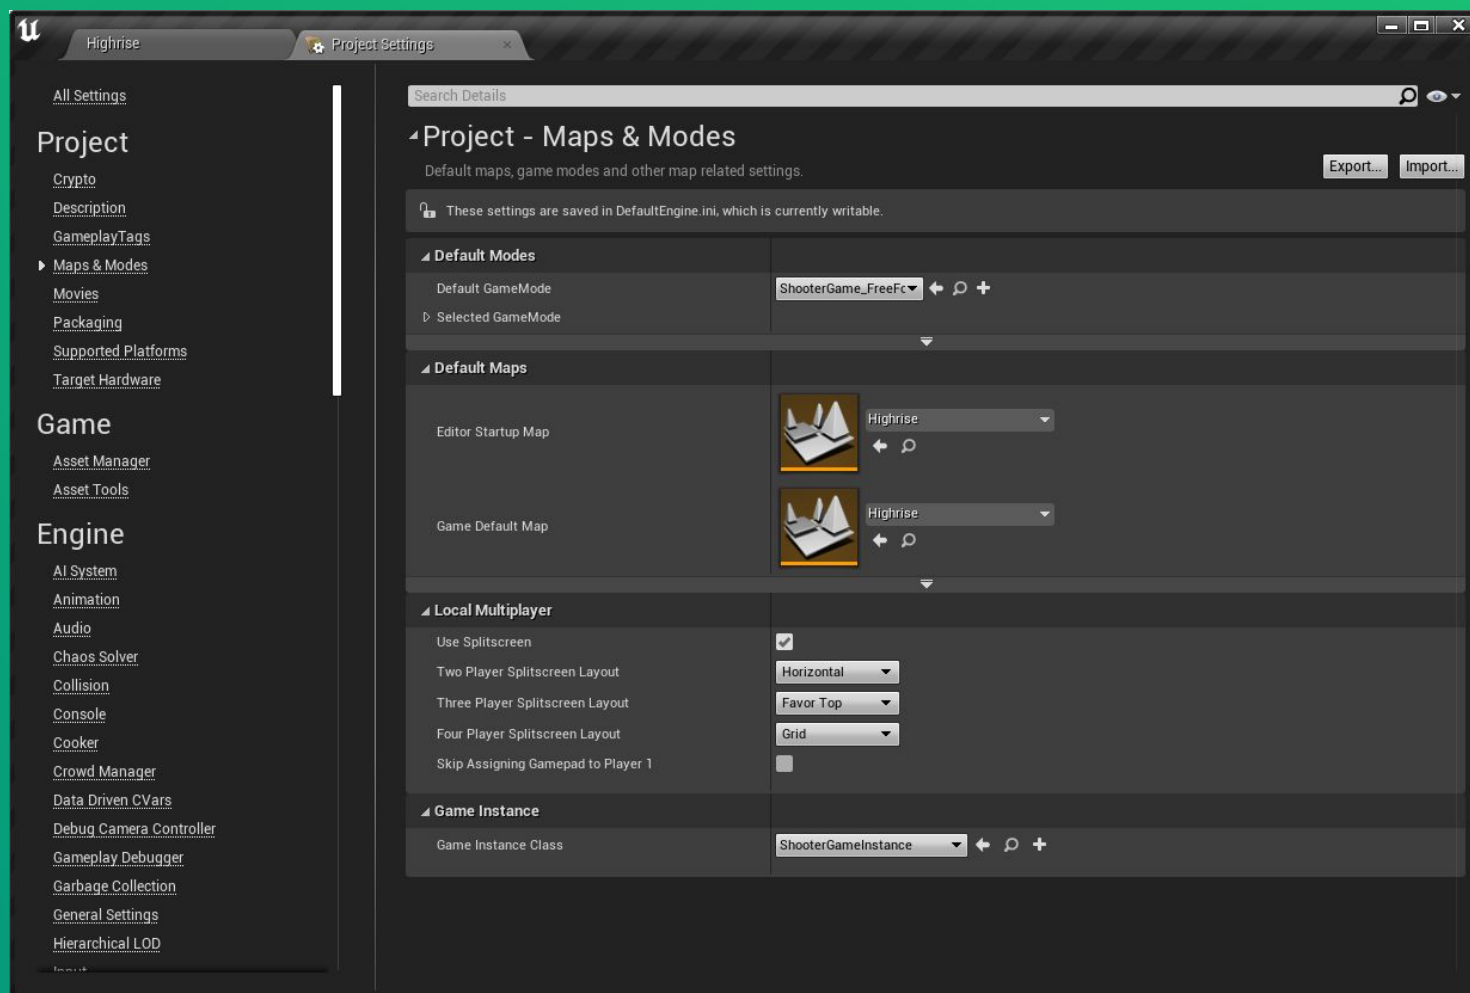 Highrise
Project Settings
All Settings
Project
Crypto
Description
GameplayTags
Maps & Modes
Movies
Packaging
Supported Platforms
Target Hardware
Game
Asset Manager
Asset Tools
Engine
AI System
Animation
Audio
Chaos Solver
Collision
Console
Cooker
Crowd Manager
Data Driven CVars
Debug Camera Controller
Gameplay Debugger
Garbage Collection
General Settings
Hierarchical LOD
Search Details
Project - Maps & Modes
Default maps, game modes and other map related settings.
Export... Import...
These settings are saved in DefaultEngine.ini, which is currently writable.
Default Modes
Default GameMode ShooterGame_FreeFo
Selected GameMode
Default Maps
Editor Startup Map Highrise
Game Default Map Highrise
Local Multiplayer
Use Splitscreen
Two Player Splitscreen Layout Horizontal
Three Player Splitscreen Layout Favor Top
Four Player Splitscreen Layout Grid
Skip Assigning Gamepad to Player 1
Game Instance
Game Instance Class ShooterGameInstance